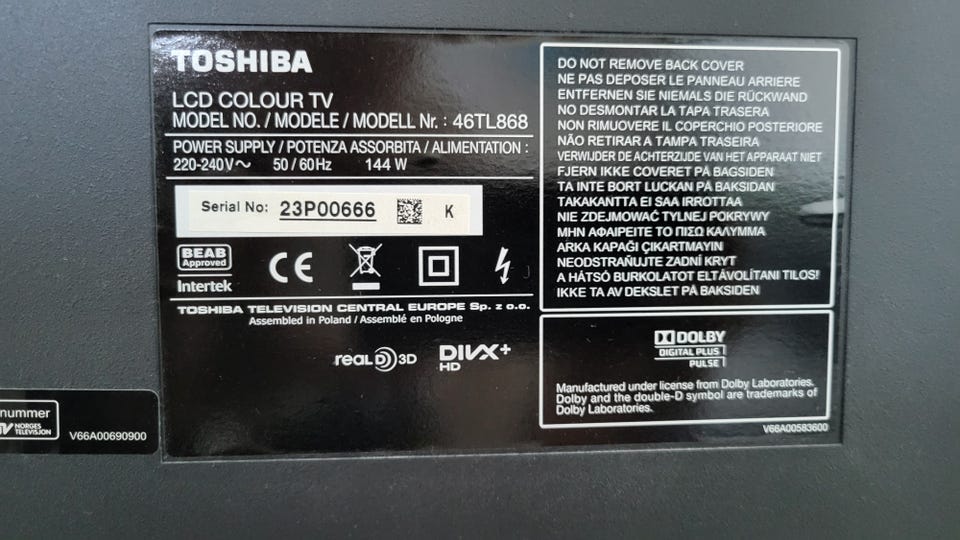 TOSHIBA
LCD COLOUR TV
MODEL NO. / MODELE / MODELL Nr. : 46TL868
POWER SUPPLY / POTENZA ASSORBITA / ALIMENTATION :
220-240V～ 50 / 60Hz 144 W
Serial No: 23P00666 K
BEAB
Approved
Intertek
CE
TOSHIBA TELEVISION CENTRAL EUROPE Sp. z o.o.
Assembled in Poland / Assemblé en Pologne
REAL D 3D
DIVX+
HD
DO NOT REMOVE BACK COVER
NE PAS DEPOSER LE PANNEAU ARRIERE
ENTFERNEN SIE NIEMALS DIE RÜCKWAND
NO DESMONTAR LA TAPA TRASERA
NON RIMUOVERE IL COPERCHIO POSTERIORE
NÃO RETIRAR A TAMPA TRASEIRA
VERWIJDER DE ACHTERZIJDE VAN HET APPARAAT NIET
FJERN IKKE COVERET PÅ BAGSIDEN
TA INTE BORT LUCKAN PÅ BAKSIDAN
TAKAKANTTA EI SAA IRROTTAA
NIE ZDEJMOWAĆ TYLNEJ POKRYWY
ΜΗΝ ΑΦΑΙΡΕΙΤΕ ΤΟ ΠΙΣΩ ΚΑΛΥΜΜΑ
ARKA KAPAĞI ÇIKARTMAYIN
NEODSTRAŇUJTE ZADNÍ KRYT
A HÁTSÓ BURKOLATOT ELTÁVOLÍTANI TILOS!
IKKE TA AV DEKSLET PÅ BAKSIDEN
DOLBY
DIGITAL PLUS
PULSE
Manufactured under license from Dolby Laboratories.
Dolby and the double-D symbol are trademarks of
Dolby Laboratories.
V66A00583600
nummer
TV NORGES
TELEVISJON
V66A00690900